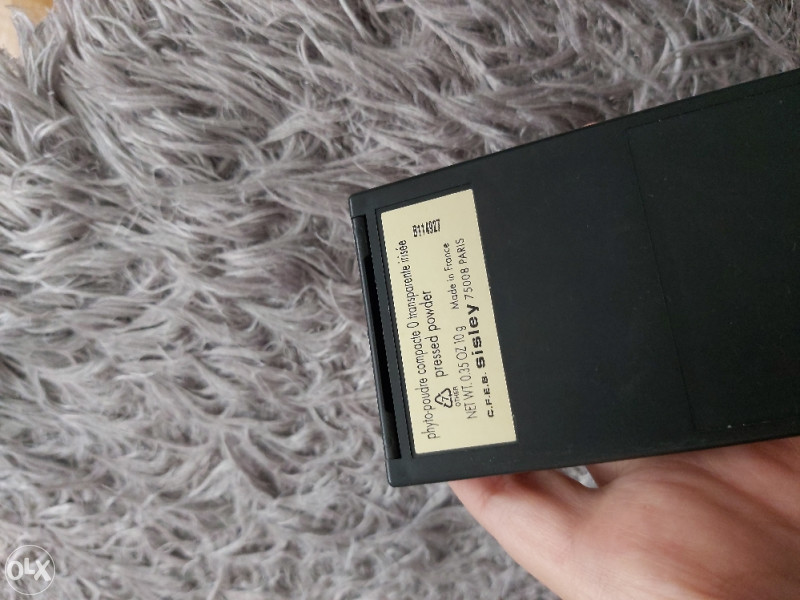 phyto-poudre compacte 0 transparente irisée
pressed powder
B114927
OTHER
NET WT. 0.35 OZ 10 g Made in France
C.F.E.B. sisley 75008 PARIS
OLX